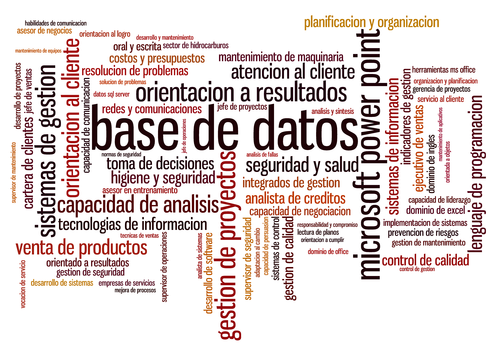 habilidades de comunicacion
asesor de negocios
orientacion al logro
desarrollo y mantenimiento
oral y escrita
sector de hidrocarburos
planificacion y organizacion
mantenimiento de equipos
costos y presupuestos
mantenimiento de maquinaria
resolucion de problemas
atencion al cliente
solucion de problemas
orientacion a resultados
herramientas ms office
organizacion y planificacion
gerencia de proyectos
servicio al cliente
datos sql server
redes y comunicaciones
jefe de proyectos
analisis y sintesis
desarrollo de proyectos
jefe de ventas
cartera de clientes
supervisor de mantenimiento
sistemas de gestion
orientacion al cliente
capacidad de comunicacion
base de datos
jefe de operaciones
microsoft power point
sistemas de informacion
indicadores de gestion
ejecutivo de ventas
dominio de ingles
mantenimiento de aplicativos
orientada a objetos
lenguaje de programacion
normas de seguridad
analisis de fallas
toma de decisiones
seguridad y salud
higiene y seguridad
integrados de gestion
asesor en entrenamiento
analista de creditos
capacidad de analisis
capacidad de negociacion
capacidad de liderazgo
dominio de excel
tecnologias de informacion
gestion de proyectos
responsabilidad y compromiso
lectura de planos
orientacion a cumplir
implementacion de sistemas
prevencion de riesgos
gestion de mantenimiento
tecnicas de ventas
venta de productos
dominio de office
control de calidad
control de gestion
orientado a resultados
gestion de seguridad
desarrollo de sistemas
empresas de servicios
mejora de procesos
vocacion de servicio
supervisor de operaciones
analista de sistemas
desarrollo de software
supervisor de seguridad
adaptacion al cambio
capacidad de persuasion
sistemas de control
gestion de calidad